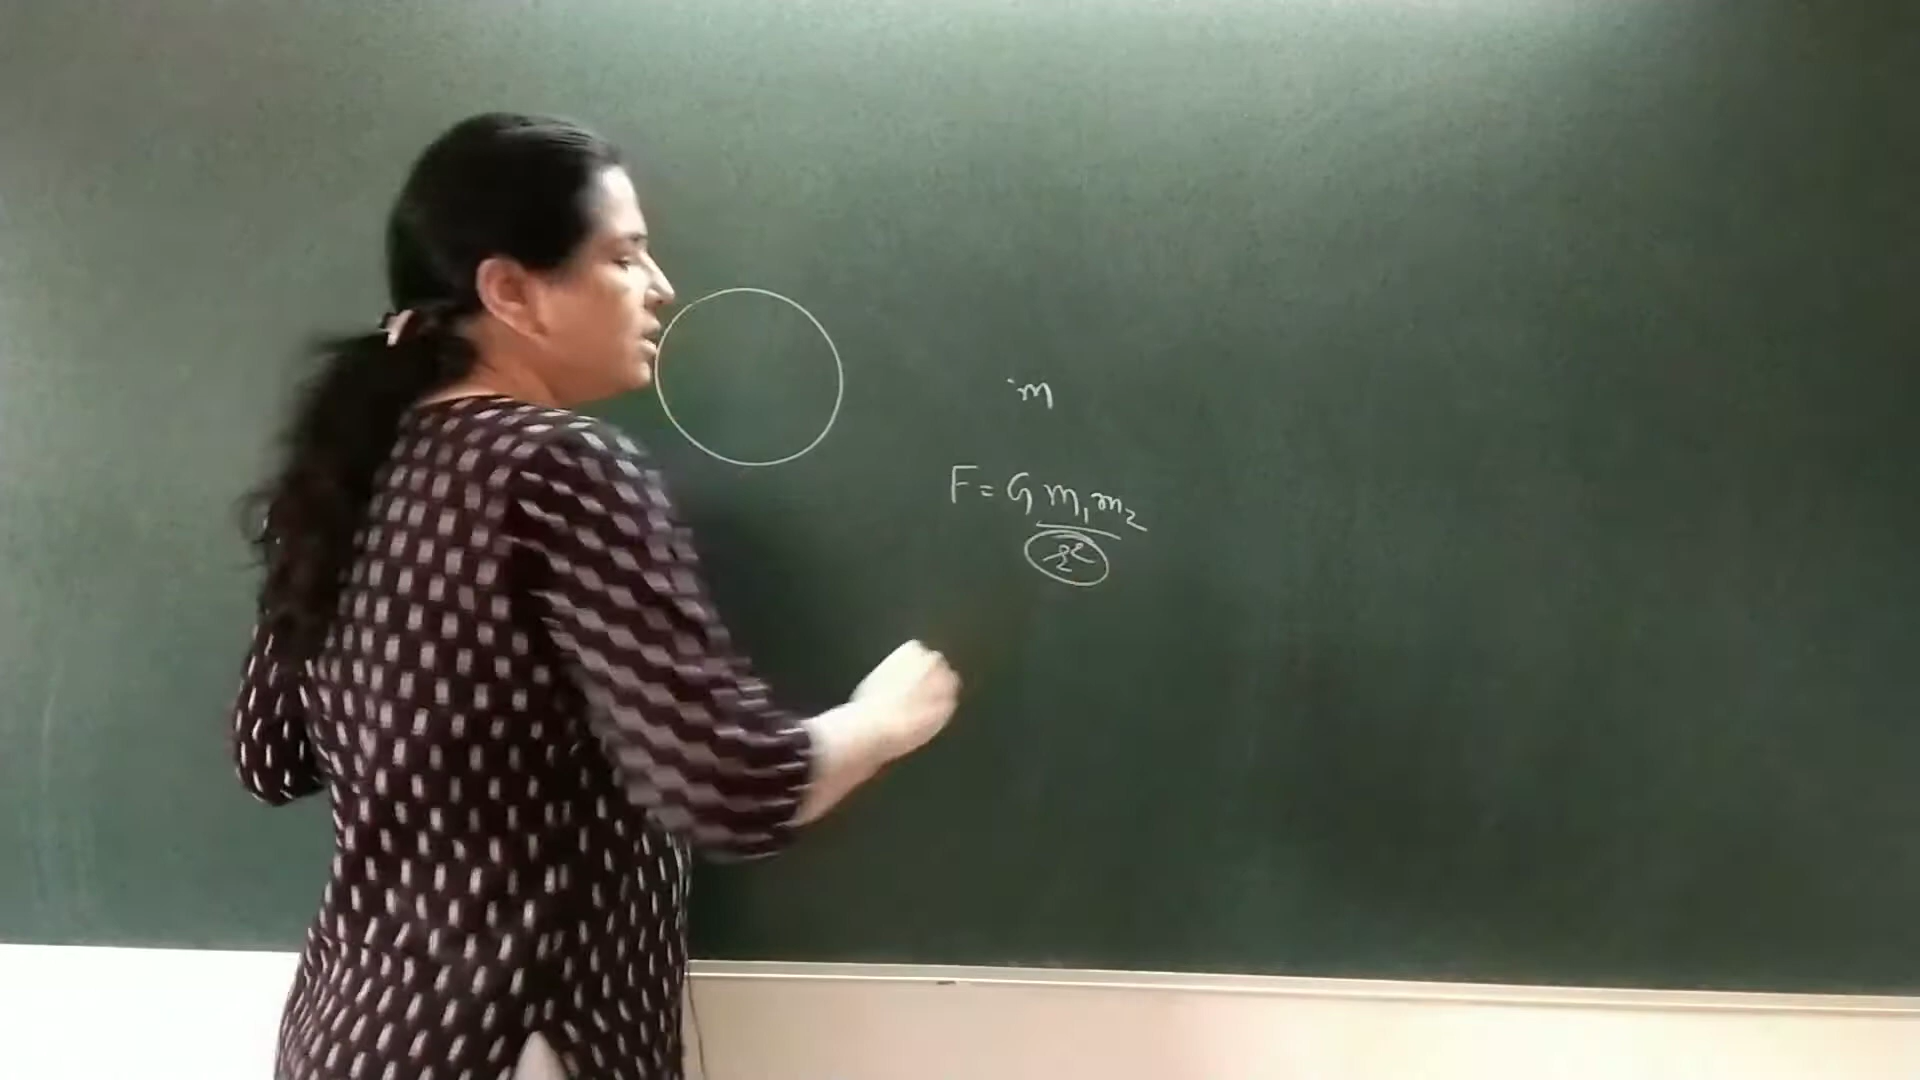 m
F = G m₁m₂
r²